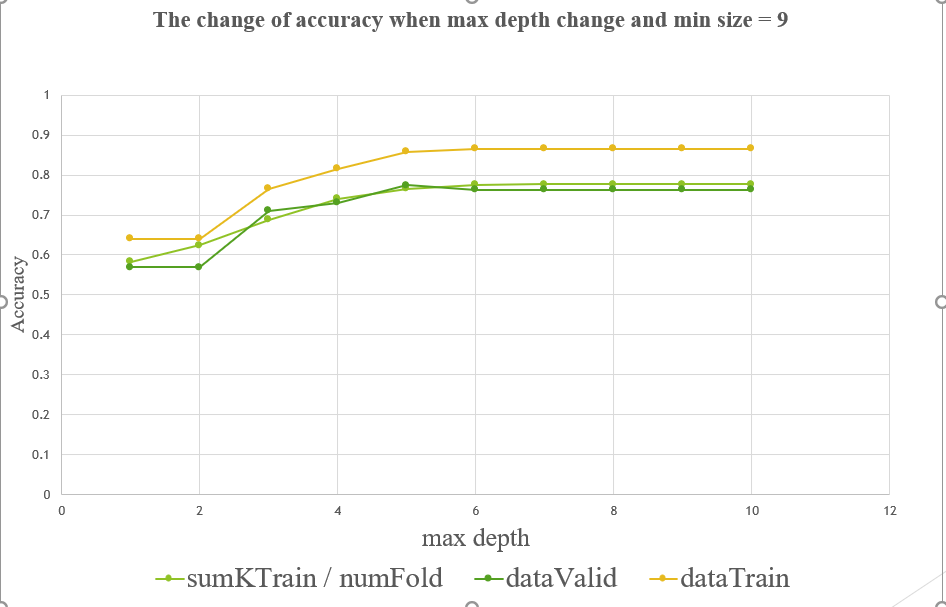 The change of accuracy when max depth change and min size = 9
1
0.9
0.8
0.7
0.6
0.5
0.4
0.3
0.2
0.1
0
Accuracy
0 2 4 6 8 10 12
max depth
sumKTrain / numFold dataValid dataTrain